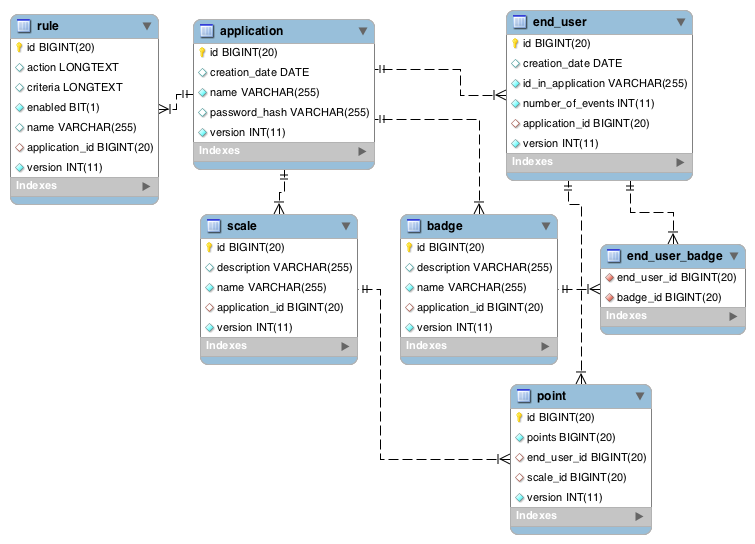 rule
id BIGINT(20)
action LONGTEXT
criteria LONGTEXT
enabled BIT(1)
name VARCHAR(255)
application_id BIGINT(20)
version INT(11)
Indexes
application
id BIGINT(20)
creation_date DATE
name VARCHAR(255)
password_hash VARCHAR(255)
version INT(11)
Indexes
end_user
id BIGINT(20)
creation_date DATE
id_in_application VARCHAR(255)
number_of_events INT(11)
application_id BIGINT(20)
version INT(11)
Indexes
scale
id BIGINT(20)
description VARCHAR(255)
name VARCHAR(255)
application_id BIGINT(20)
version INT(11)
Indexes
badge
id BIGINT(20)
description VARCHAR(255)
name VARCHAR(255)
application_id BIGINT(20)
version INT(11)
Indexes
end_user_badge
end_user_id BIGINT(20)
badge_id BIGINT(20)
Indexes
point
id BIGINT(20)
points BIGINT(20)
end_user_id BIGINT(20)
scale_id BIGINT(20)
version INT(11)
Indexes